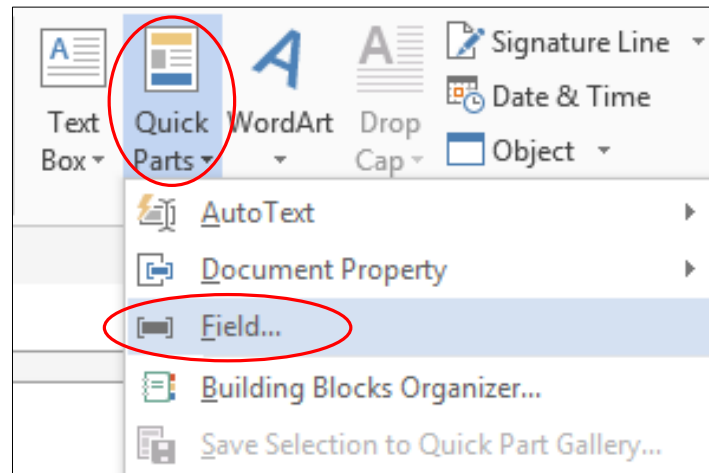 Text Box
Quick Parts
WordArt
Drop Cap
Signature Line
Date & Time
Object
AutoText
Document Property
Field...
Building Blocks Organizer...
Save Selection to Quick Part Gallery...